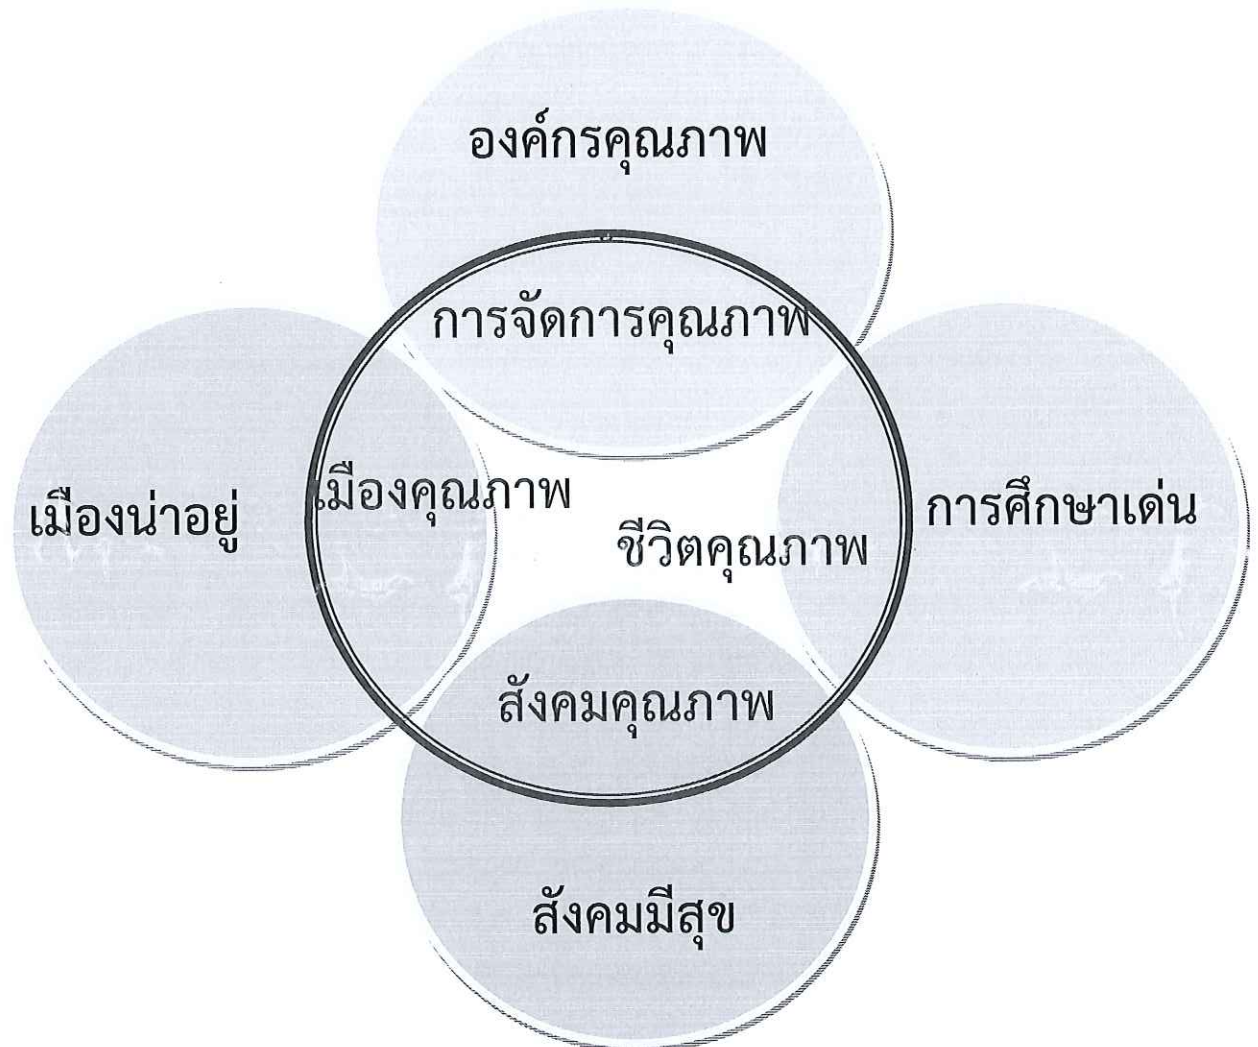 องค์กรคุณภาพ
การจัดการคุณภาพ
เมืองน่าอยู่
เมืองคุณภาพ
ชีวิตคุณภาพ
การศึกษาเด่น
สังคมคุณภาพ
สังคมมีสุข